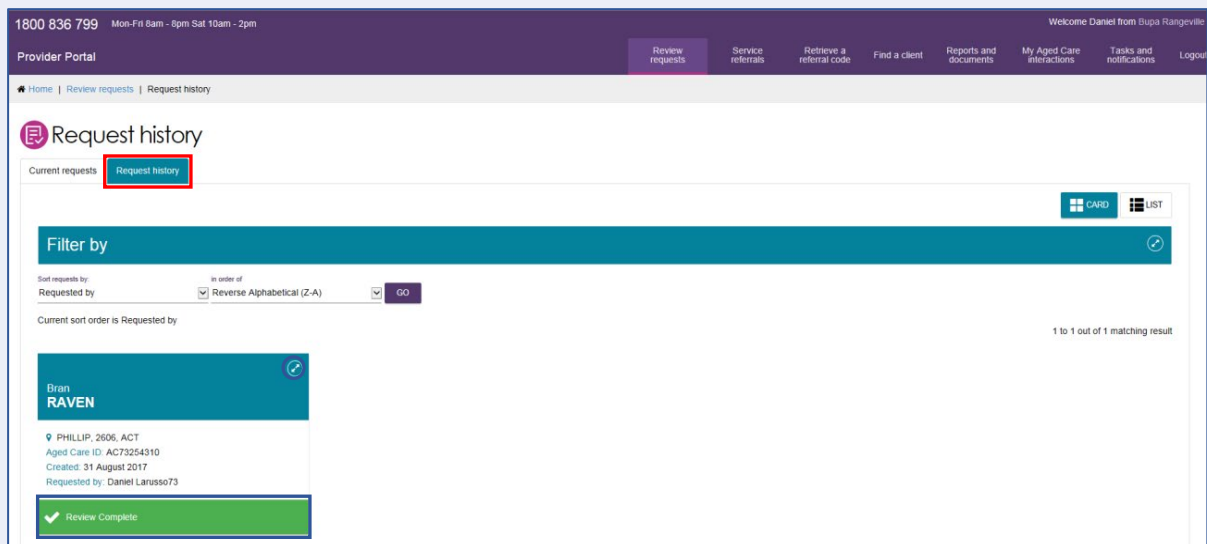 1800 836 799 Mon-Fri 8am - 8pm Sat 10am - 2pm
Welcome Daniel from Bupa Rangeville
Provider Portal
Review requests
Service referrals
Retrieve a referral code
Find a client
Reports and documents
My Aged Care interactions
Tasks and notifications
Logout
Home | Review requests | Request history
Request history
Current requests
Request history
CARD
LIST
Filter by
Sort requests by:
in order of
Requested by
Reverse Alphabetical (Z-A)
GO
Current sort order is Requested by
1 to 1 out of 1 matching result
Bran
RAVEN
PHILLIP, 2606, ACT
Aged Care ID: AC73254310
Created: 31 August 2017
Requested by: Daniel Larusso73
Review Complete